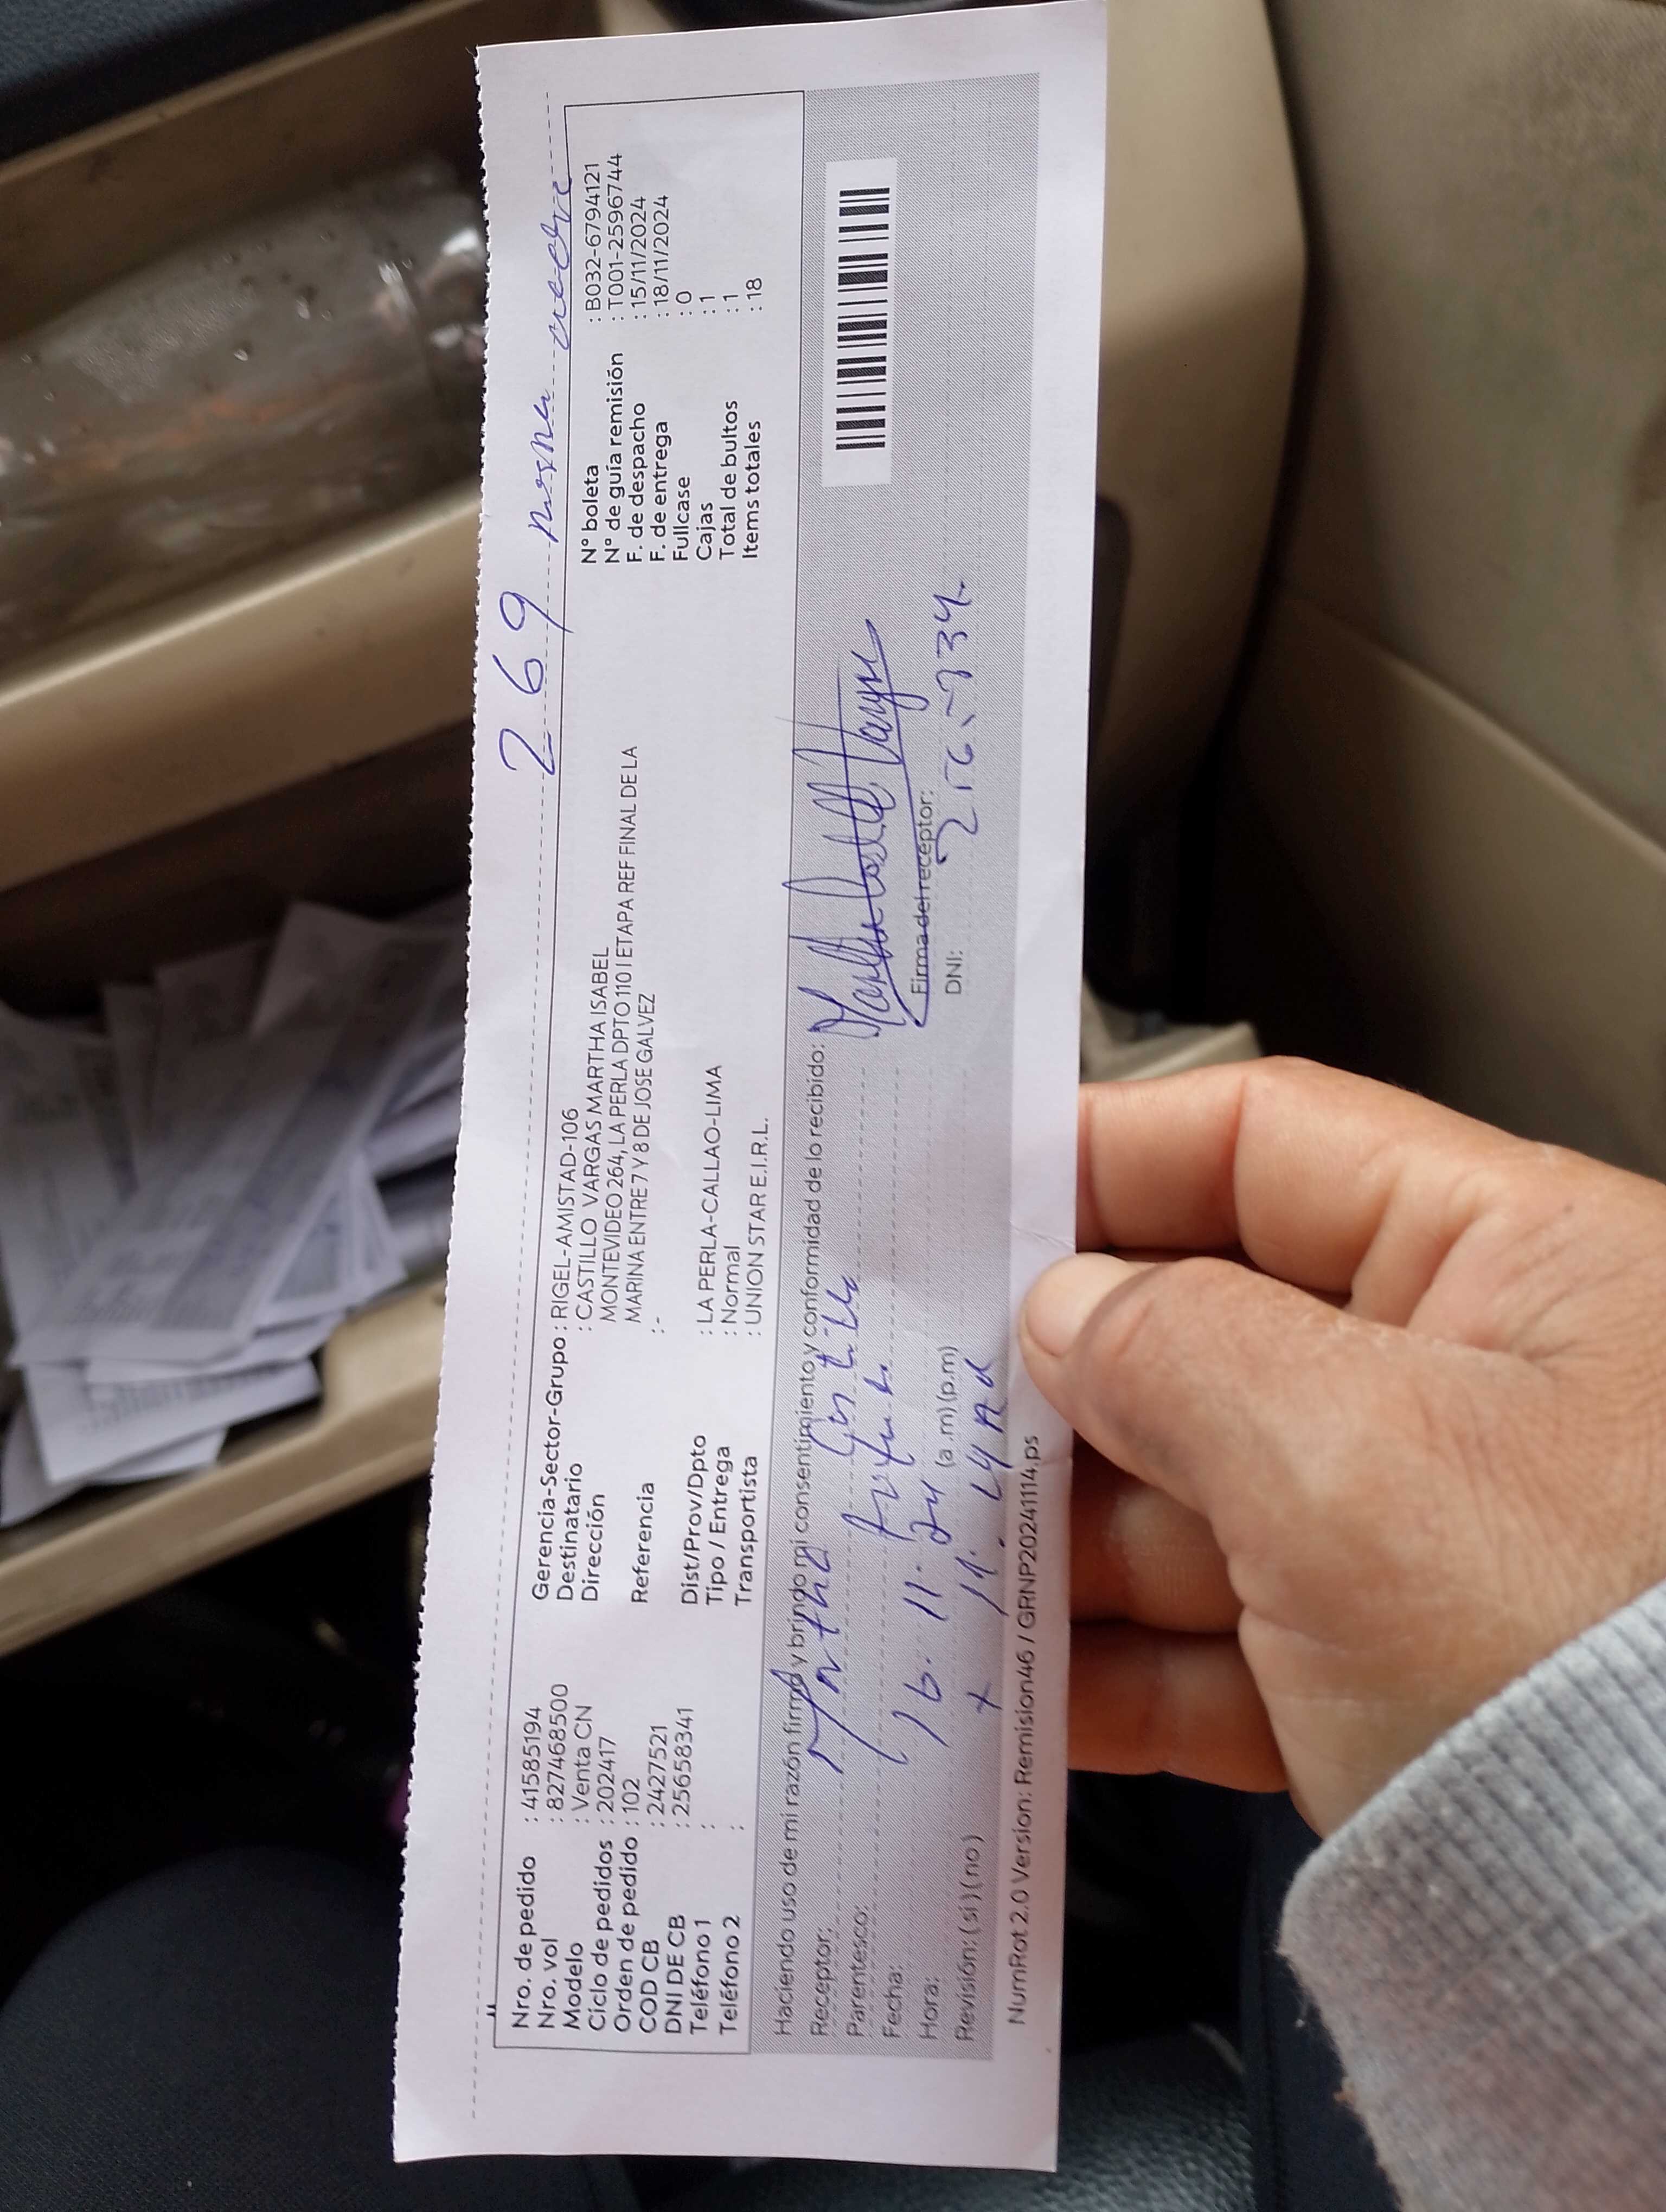 269
Nro. de pedido : 41585194
Nro. vol : 827468500
Modelo : Venta CN
Ciclo de pedidos : 202417
Orden de pedido : 102
COD CB : 2427521
DNI DE CB : 25658341
Teléfono 1 :
Teléfono 2 :
Gerencia-Sector-Grupo : RIGEL-AMISTAD-106
Destinatario : CASTILLO VARGAS MARTHA ISABEL
Dirección MONTEVIDEO 264, LA PERLA DPTO 110 I ETAPA REF FINAL DE LA
MARINA ENTRE 7 Y 8 DE JOSE GALVEZ
Referencia : -
Dist/Prov/Dpto : LA PERLA-CALLAO-LIMA
Tipo / Entrega : Normal
Transportista : UNION STAR E.I.R.L.
N° boleta : B032-6794121
N° de guía remisión : T001-2596744
F. de despacho : 15/11/2024
F. de entrega : 18/11/2024
Fullcase : 0
Cajas : 1
Total de bultos : 1
Items totales : 18
Haciendo uso de mi razón firmo y brindo mi consentimiento y conformidad de lo recibido:
Receptor:
Parentesco:
Fecha: 16. 11. 24
Hora: (a.m) (p.m)
Revisión: (si) (no)
Firma del receptor:
DNI:
NumRot 2.0 Version: Remision46 / GRNP20241114.ps